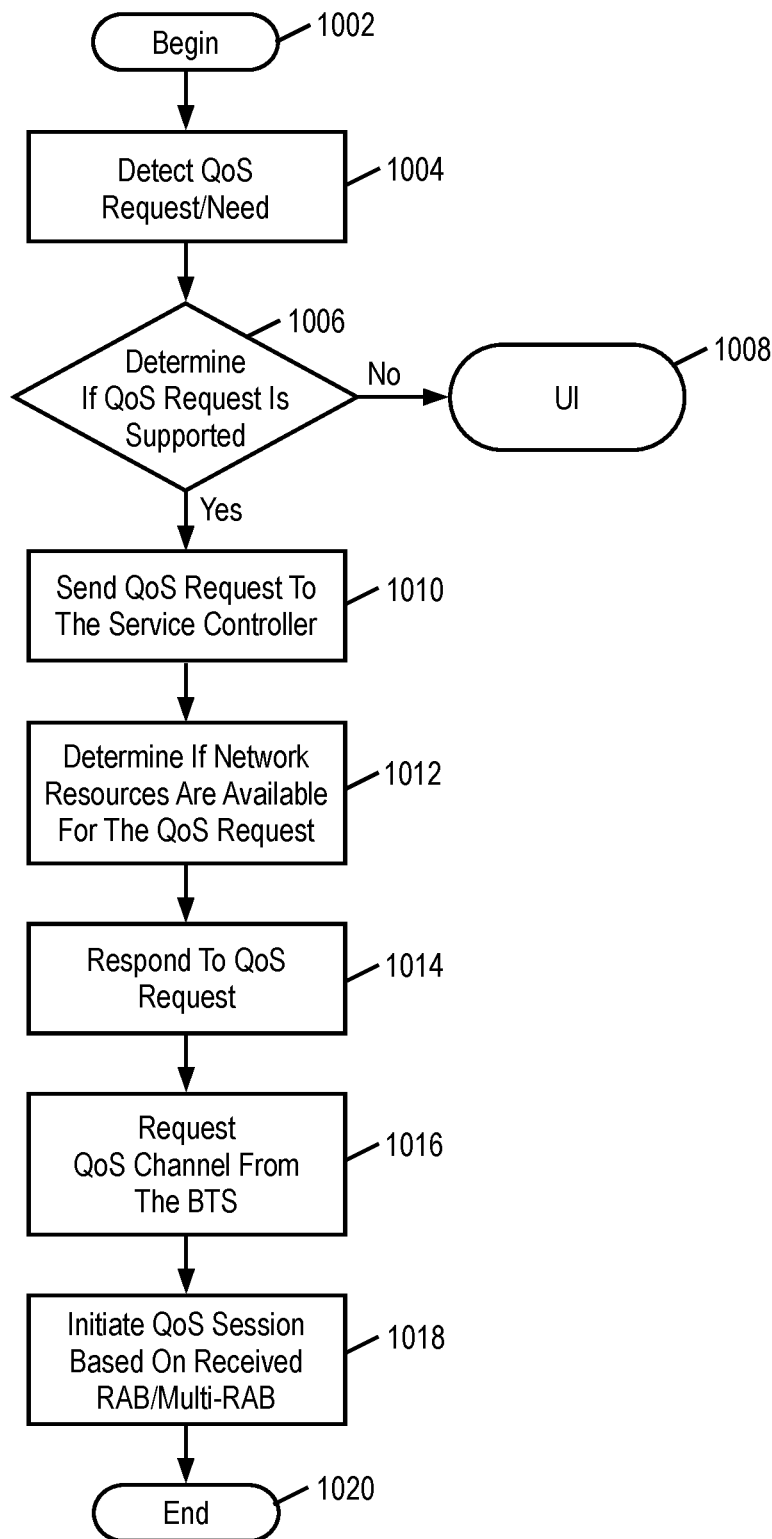 Begin
1002
Detect QoS
Request/Need
1004
1006
Determine
If QoS Request Is
Supported
No
UI
1008
Yes
Send QoS Request To
The Service Controller
1010
Determine If Network
Resources Are Available
For The QoS Request
1012
Respond To QoS
Request
1014
Request
QoS Channel From
The BTS
1016
Initiate QoS Session
Based On Received
RAB/Multi-RAB
1018
End
1020